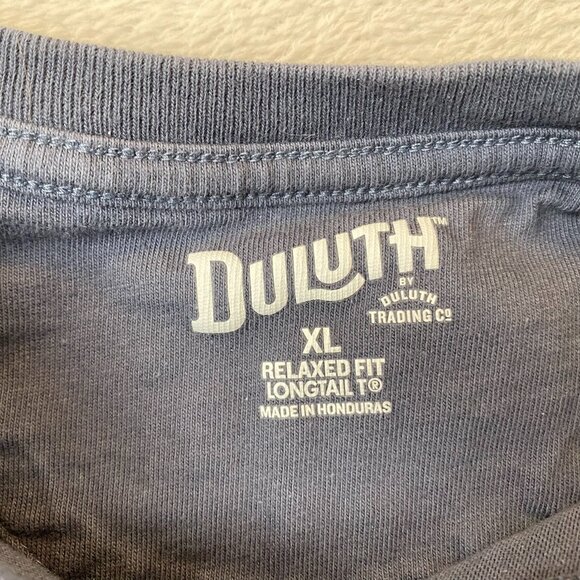 DULUTH™
BY
DULUTH
TRADING Cº
XL
RELAXED FIT
LONGTAIL T®
MADE IN HONDURAS